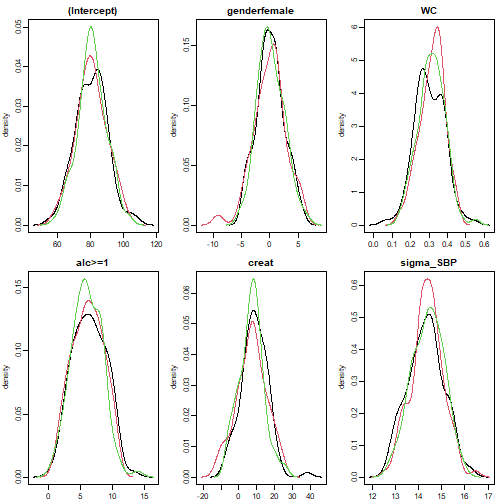 (Intercept)
density
0.00 0.01 0.02 0.03 0.04 0.05
60 80 100 120
genderfemale
density
0.00 0.05 0.10 0.15
-10 -5 0 5
WC
density
0 1 2 3 4 5 6
0.0 0.1 0.2 0.3 0.4 0.5 0.6
alc>=1
density
0.00 0.05 0.10 0.15
0 5 10 15
creat
density
0.00 0.01 0.02 0.03 0.04 0.05 0.06
-20 -10 0 10 20 30 40
sigma_SBP
density
0.0 0.1 0.2 0.3 0.4 0.5 0.6
12 13 14 15 16 17